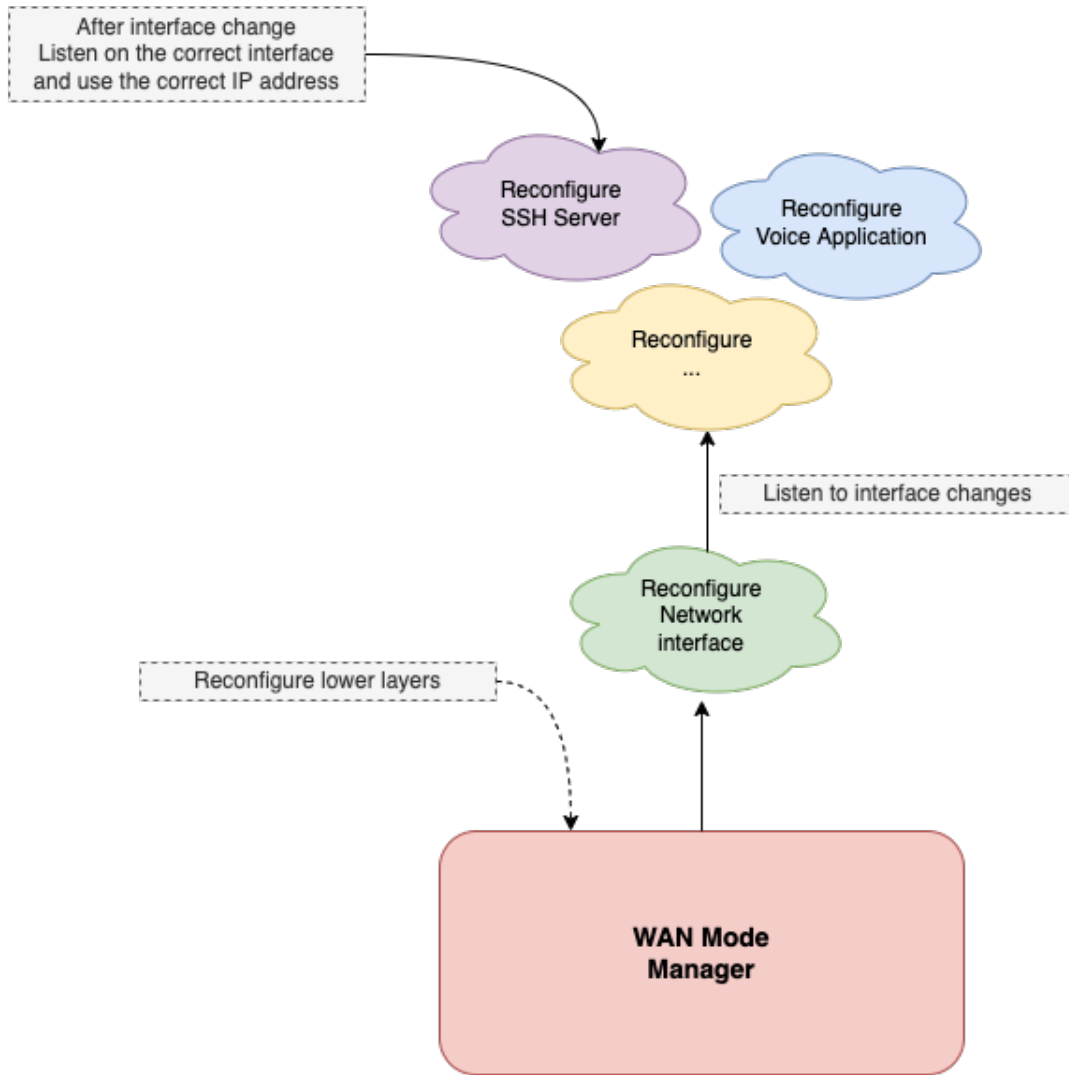 After interface change
Listen on the correct interface
and use the correct IP address
Reconfigure
SSH Server
Reconfigure
Voice Application
Reconfigure
...
Listen to interface changes
Reconfigure
Network
interface
Reconfigure lower layers
WAN Mode
Manager